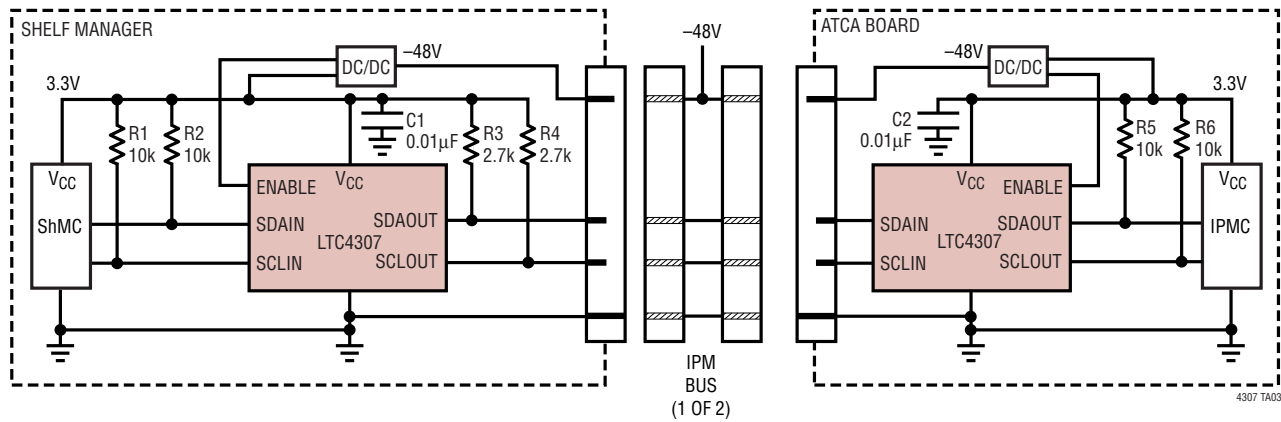 SHELF MANAGER
–48V
DC/DC
3.3V
R1
10k
R2
10k
C1
0.01μF
R3
2.7k
R4
2.7k
VCC
ShMC
ENABLE
VCC
SDAIN
SDAOUT
LTC4307
SCLIN
SCLOUT
–48V
IPM
BUS
(1 OF 2)
ATCA BOARD
–48V
DC/DC
3.3V
C2
0.01μF
R5
10k
R6
10k
VCC
ENABLE
SDAIN
SDAOUT
LTC4307
SCLIN
SCLOUT
VCC
IPMC
4307 TA03